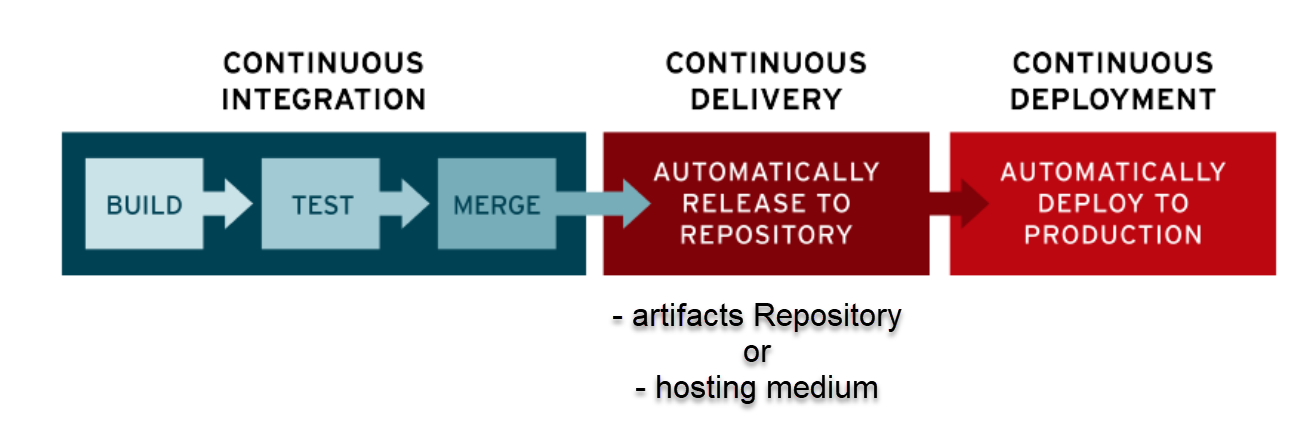 CONTINUOUS
INTEGRATION
BUILD
TEST
MERGE
CONTINUOUS
DELIVERY
AUTOMATICALLY
RELEASE TO
REPOSITORY
- artifacts Repository
or
- hosting medium
CONTINUOUS
DEPLOYMENT
AUTOMATICALLY
DEPLOY TO
PRODUCTION